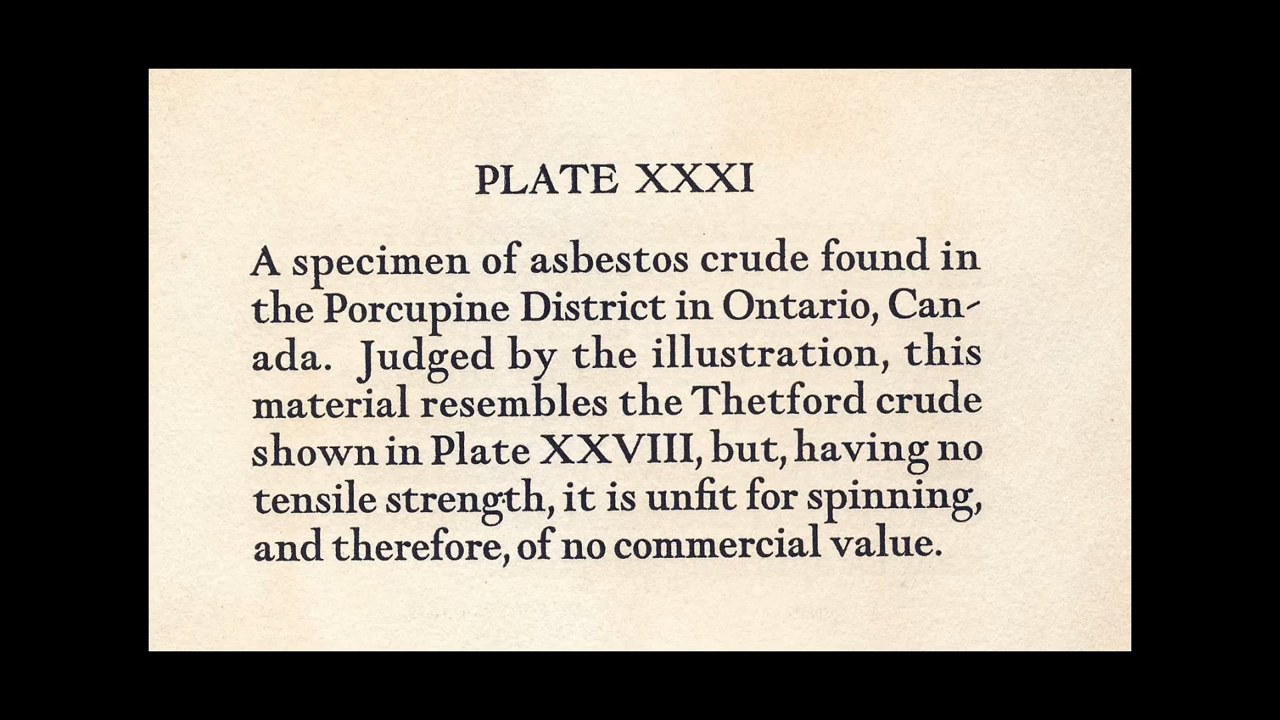 PLATE XXXI
A specimen of asbestos crude found in
the Porcupine District in Ontario, Can-
ada. Judged by the illustration, this
material resembles the Thetford crude
shown in Plate XXVIII, but, having no
tensile strength, it is unfit for spinning,
and therefore, of no commercial value.